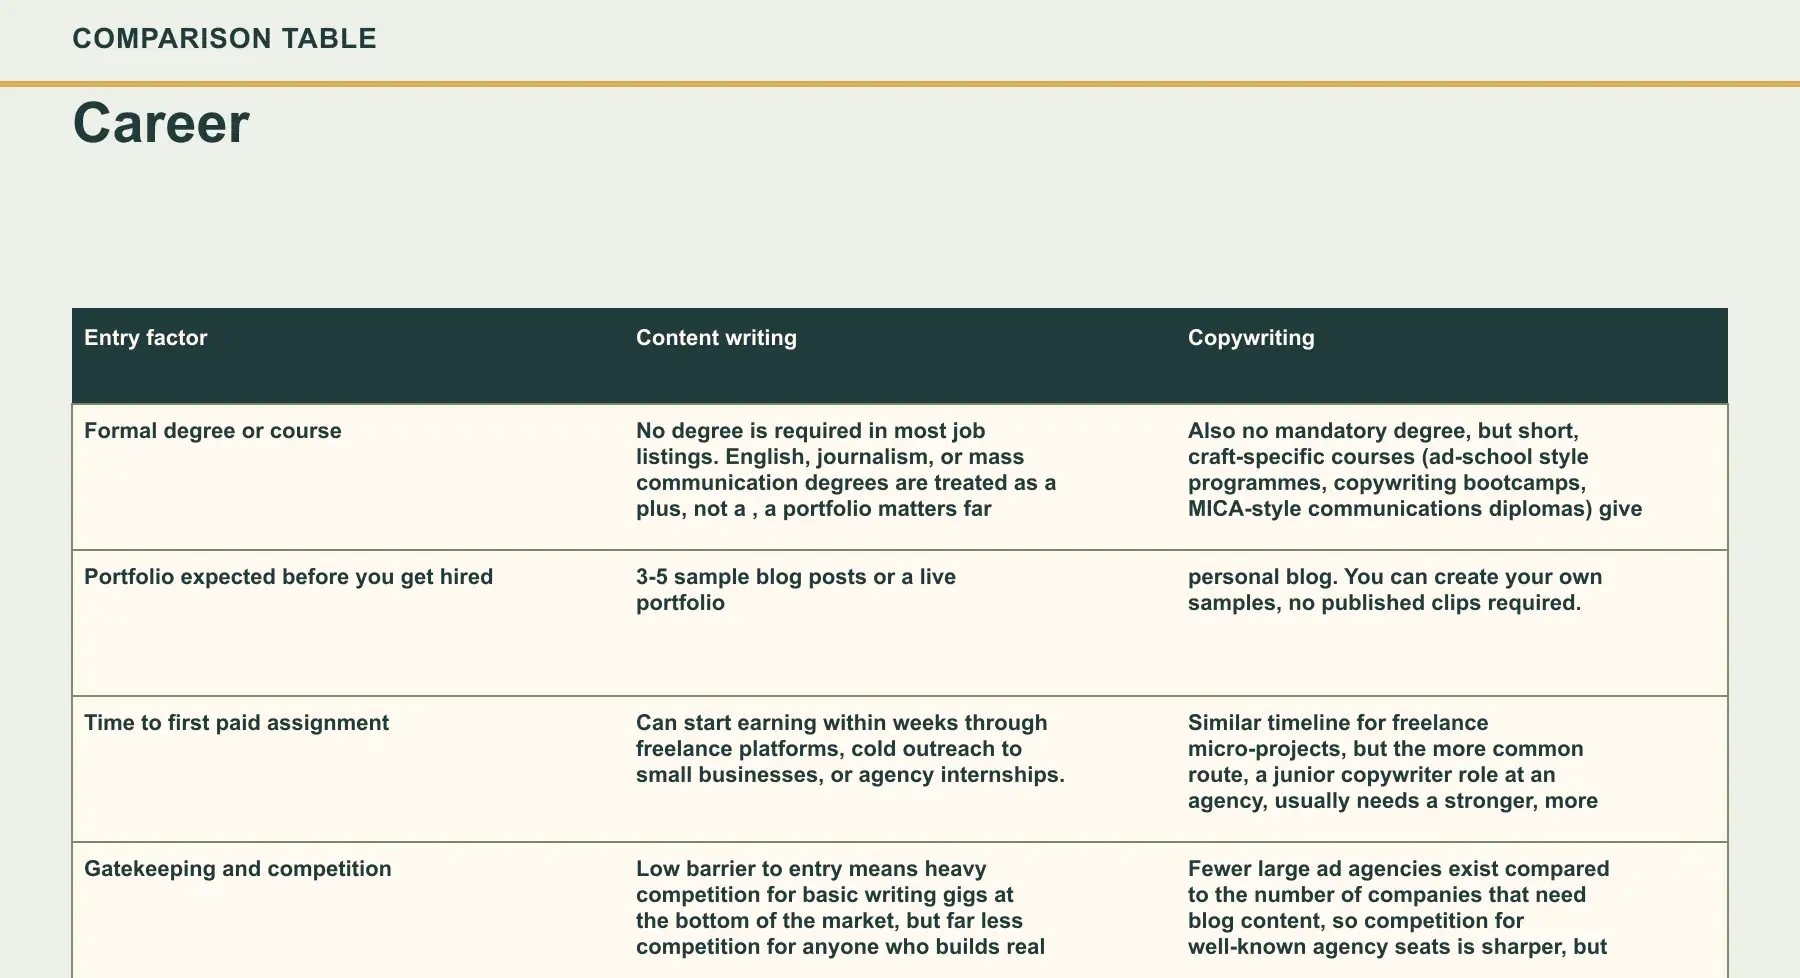 COMPARISON TABLE
Career
Entry factor
Content writing
Copywriting
Formal degree or course
No degree is required in most job
listings. English, journalism, or mass
communication degrees are treated as a
plus, not a , a portfolio matters far
Also no mandatory degree, but short,
craft-specific courses (ad-school style
programmes, copywriting bootcamps,
MICA-style communications diplomas) give
Portfolio expected before you get hired
3-5 sample blog posts or a live
portfolio
personal blog. You can create your own
samples, no published clips required.
Time to first paid assignment
Can start earning within weeks through
freelance platforms, cold outreach to
small businesses, or agency internships.
Similar timeline for freelance
micro-projects, but the more common
route, a junior copywriter role at an
agency, usually needs a stronger, more
Gatekeeping and competition
Low barrier to entry means heavy
competition for basic writing gigs at
the bottom of the market, but far less
competition for anyone who builds real
Fewer large ad agencies exist compared
to the number of companies that need
blog content, so competition for
well-known agency seats is sharper, but